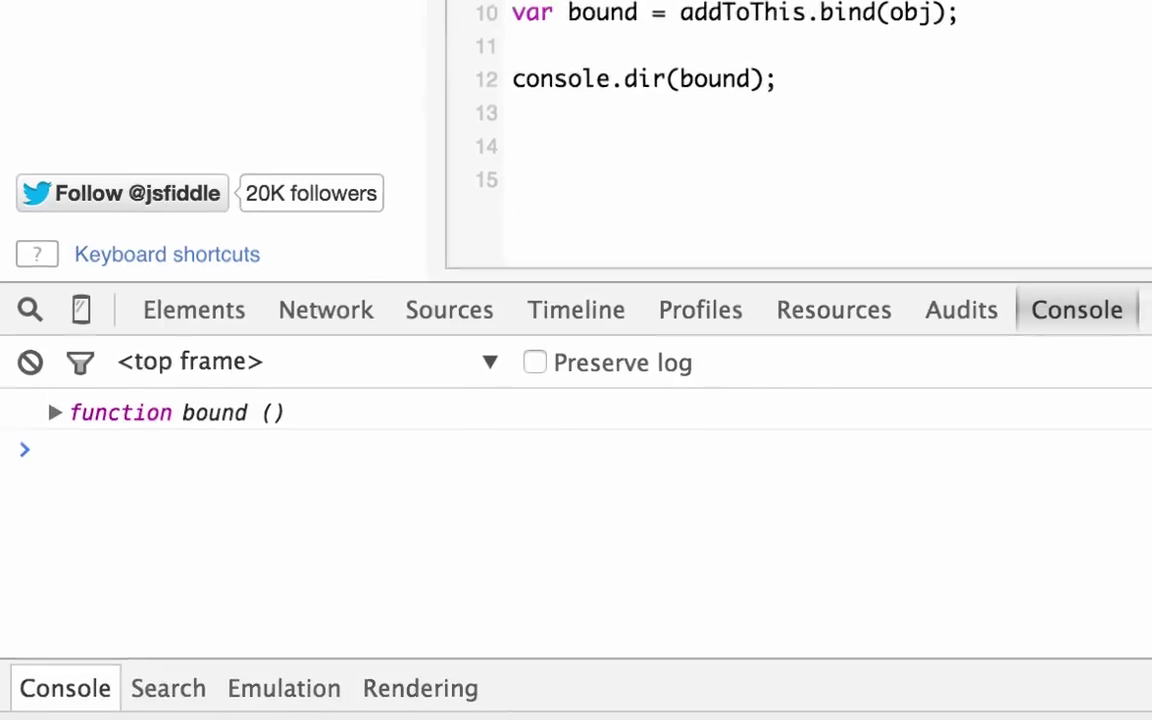 10 var bound = addToThis.bind(obj);
11
12 console.dir(bound);
13
14
15
Follow @jsfiddle 20K followers
? Keyboard shortcuts
Elements Network Sources Timeline Profiles Resources Audits Console
<top frame> ▼ Preserve log
▶ function bound ()
>
Console Search Emulation Rendering